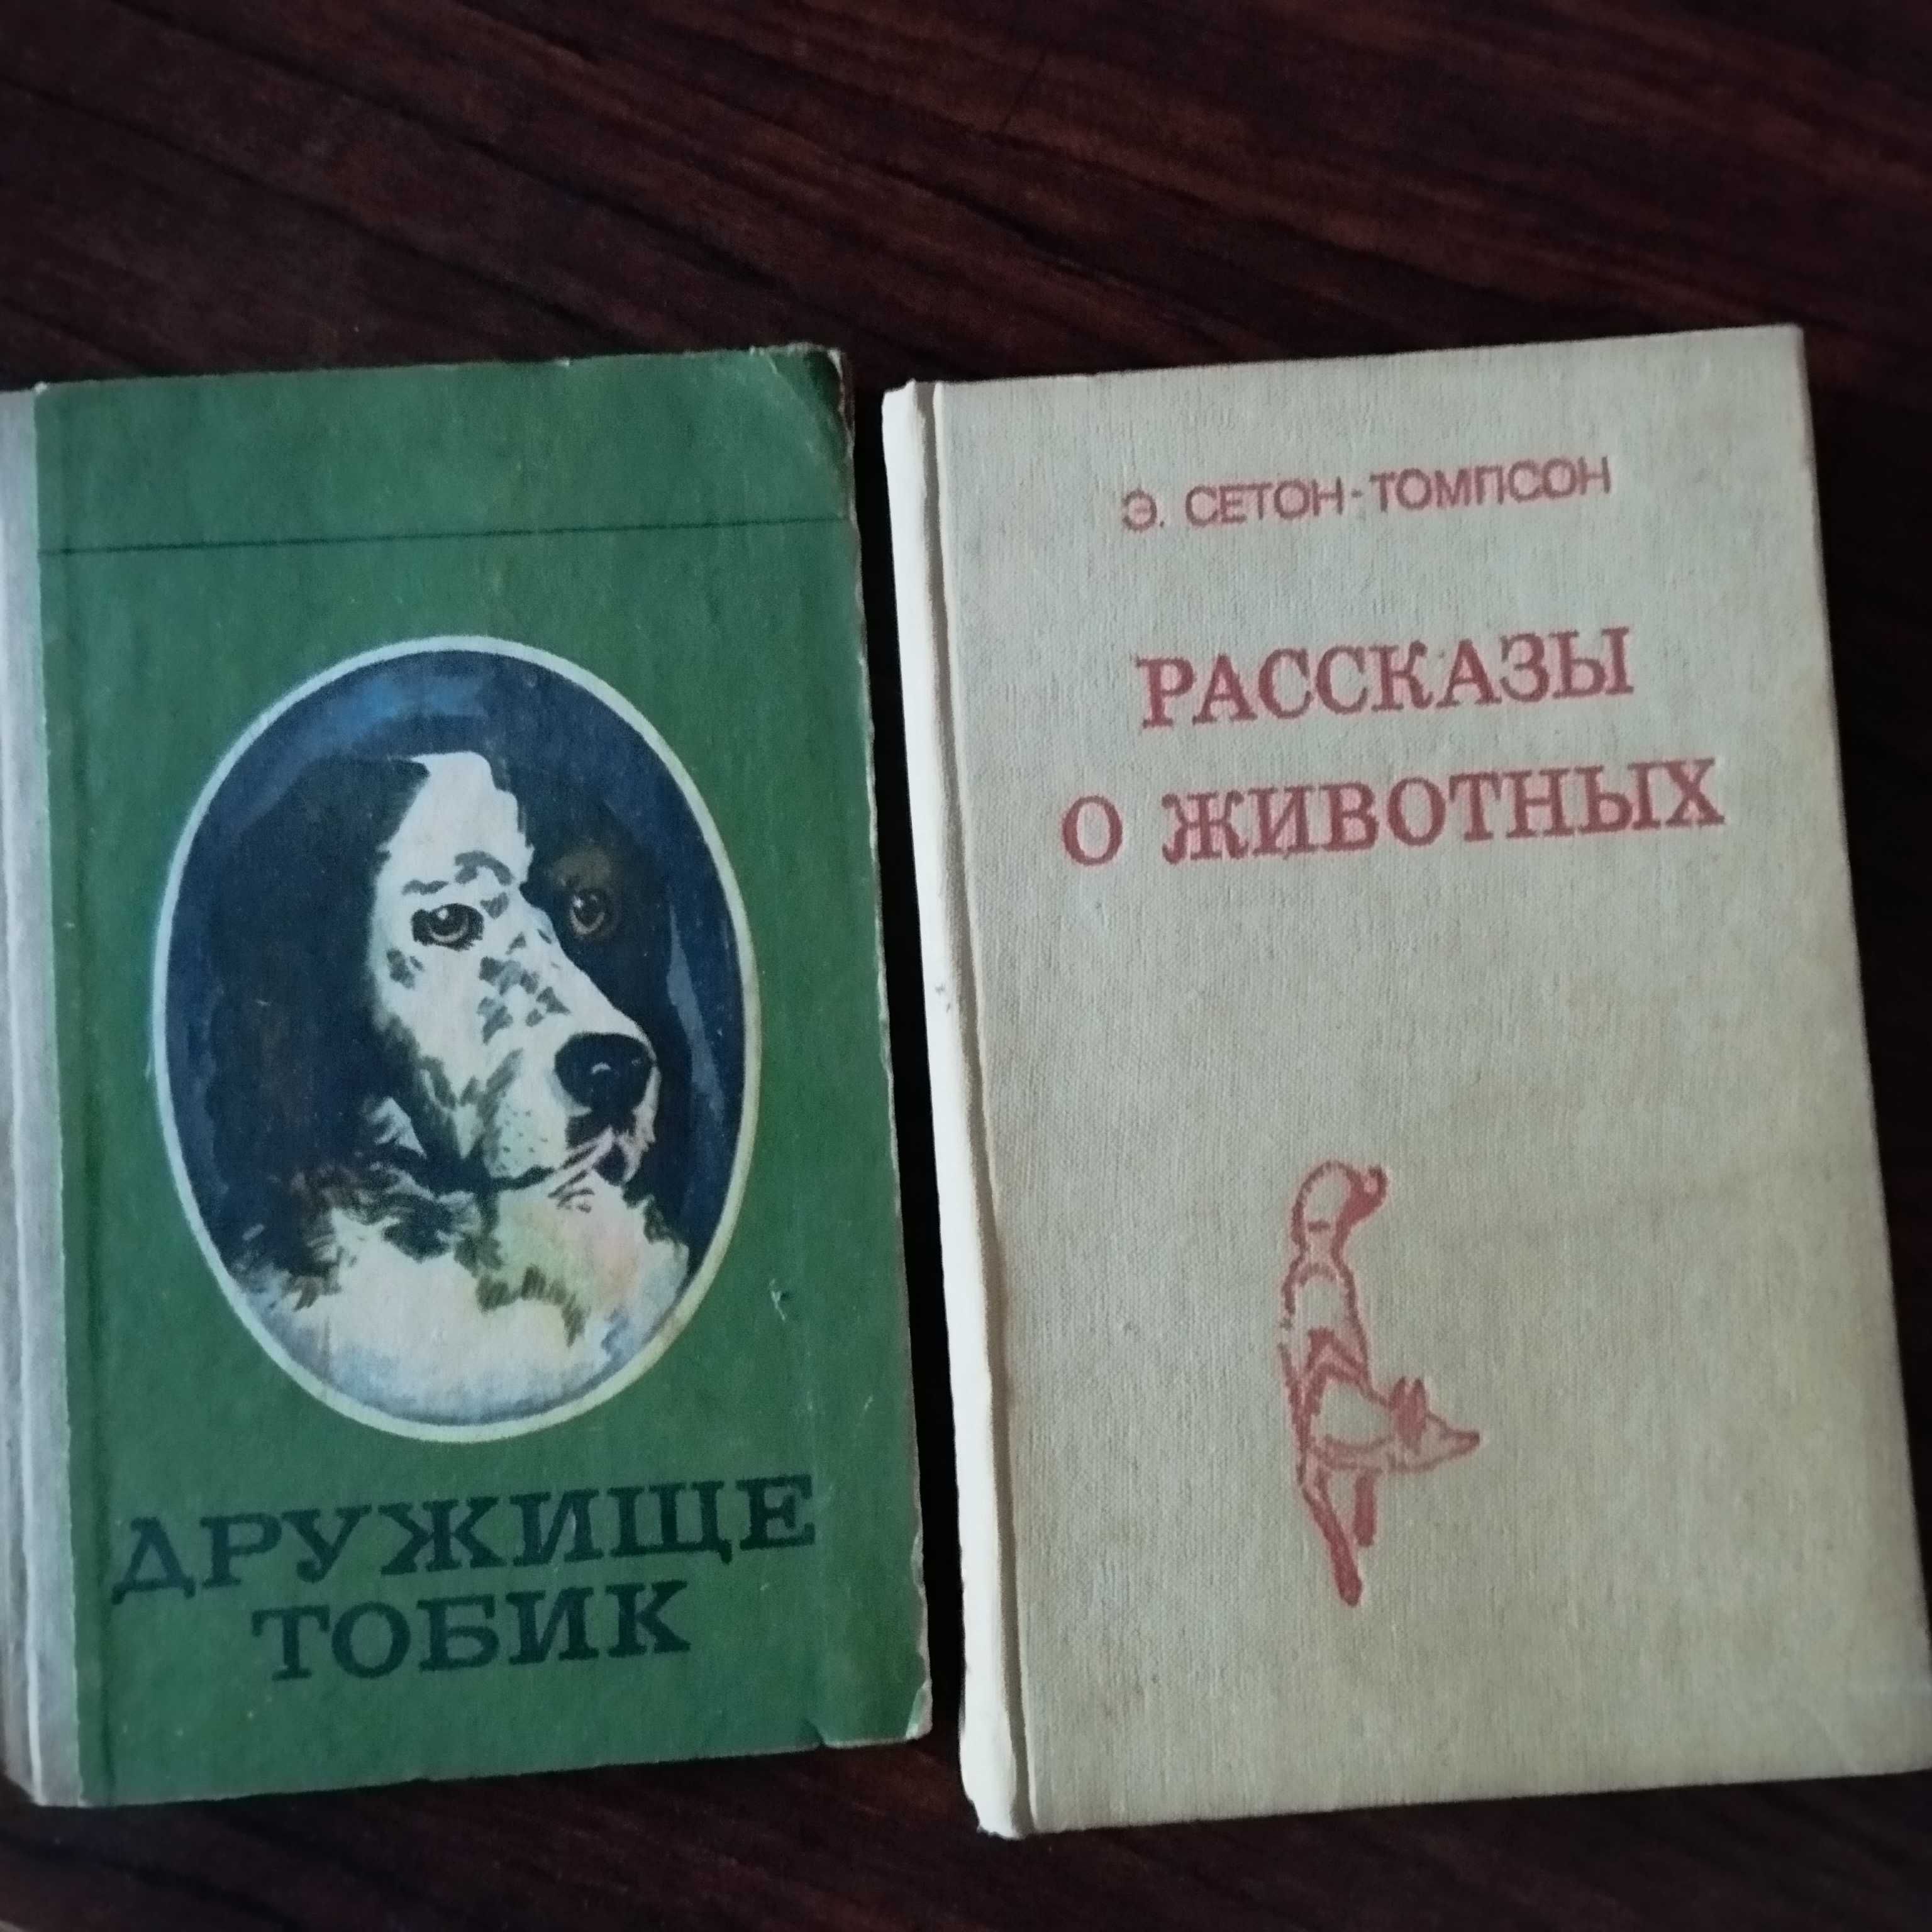 ДРУЖИЩЕ
ТОБИК
Э. СЕТОН-ТОМПСОН
РАССКАЗЫ
О ЖИВОТНЫХ